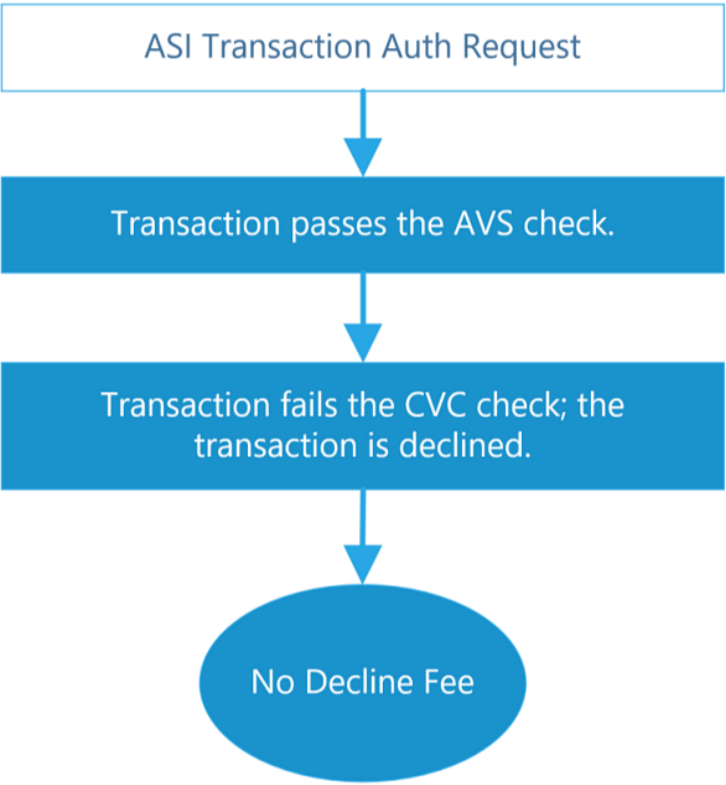 ASI Transaction Auth Request
Transaction passes the AVS check.
Transaction fails the CVC check; the
transaction is declined.
No Decline Fee